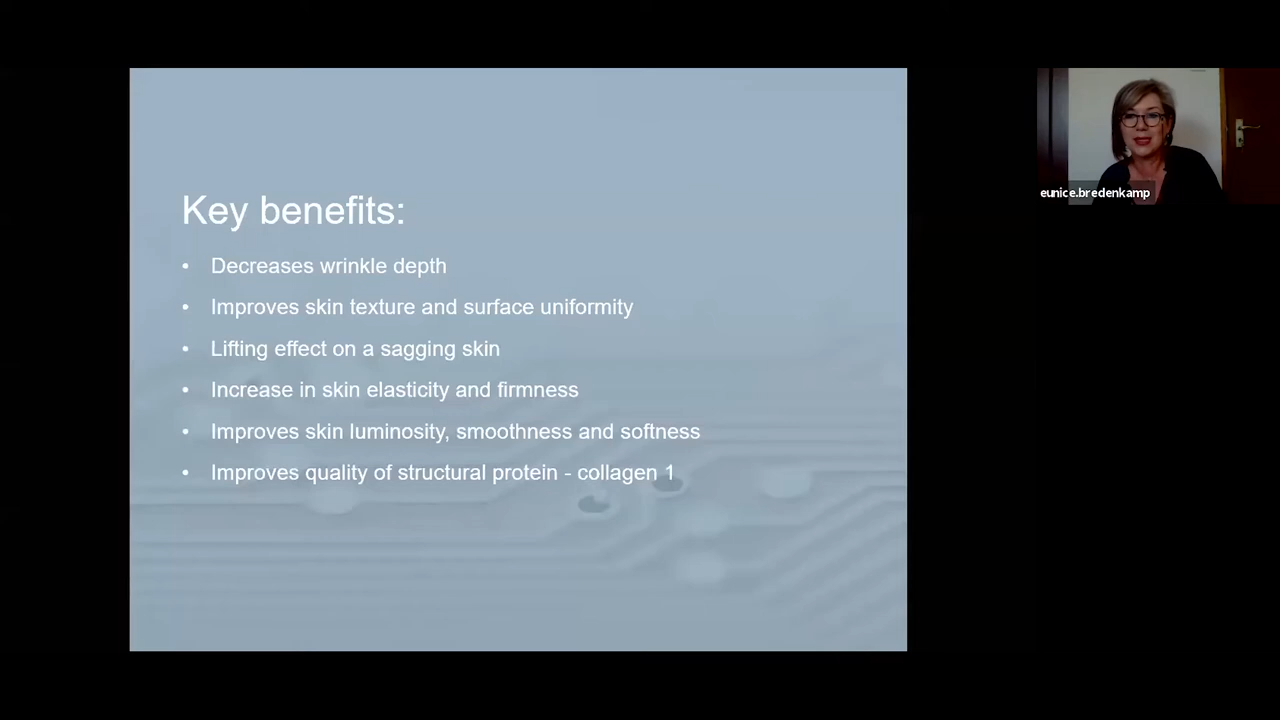 Key benefits:
• Decreases wrinkle depth
• Improves skin texture and surface uniformity
• Lifting effect on a sagging skin
• Increase in skin elasticity and firmness
• Improves skin luminosity, smoothness and softness
• Improves quality of structural protein - collagen 1
eunice.bredenkamp